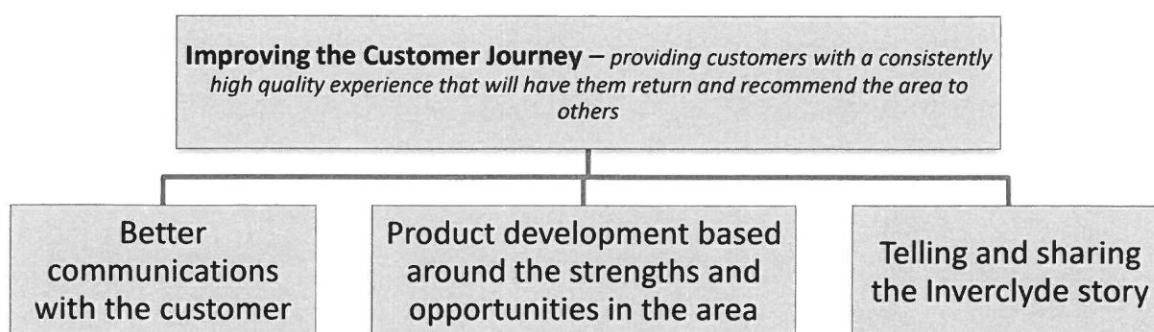 Improving the Customer Journey – providing customers with a consistently
high quality experience that will have them return and recommend the area to
others
Better
communications
with the customer
Product development based
around the strengths and
opportunities in the area
Telling and sharing
the Inverclyde story